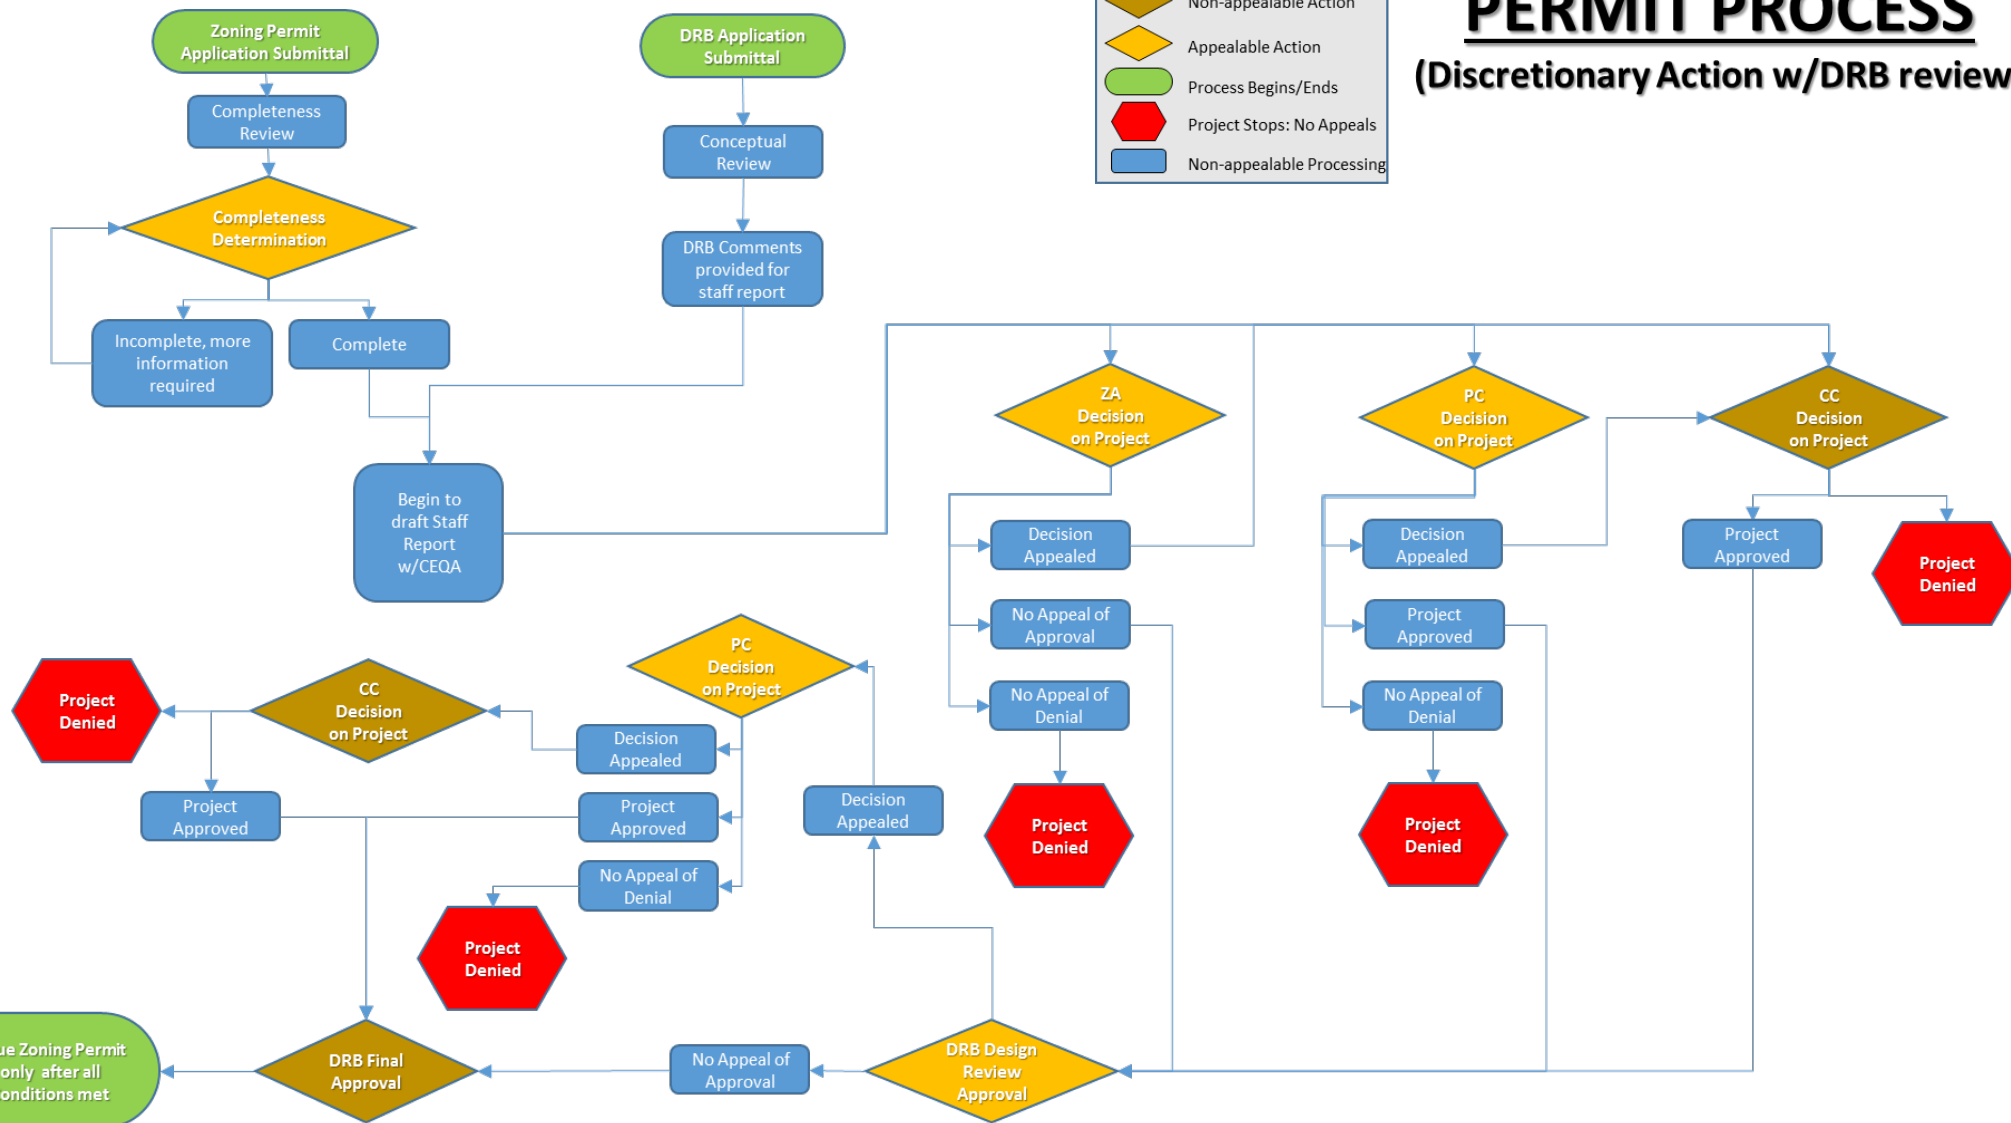 Zoning Permit
Application Submittal
DRB Application
Submittal
Non-appealable Action
Appealable Action
Process Begins/Ends
Project Stops: No Appeals
Non-appealable Processing
PERMIT PROCESS
(Discretionary Action w/DRB review
Completeness
Review
Conceptual
Review
Completeness
Determination
DRB Comments
provided for
staff report
Incomplete, more
information
required
Complete
ZA
Decision
on Project
PC
Decision
on Project
CC
Decision
on Project
Begin to
draft Staff
Report
w/CEQA
Decision
Appealed
Decision
Appealed
Project
Approved
Project
Denied
No Appeal of
Approval
Project
Approved
No Appeal of
Denial
No Appeal of
Denial
PC
Decision
on Project
CC
Decision
on Project
Project
Denied
Decision
Appealed
Project
Approved
Project
Approved
Decision
Appealed
Project
Denied
Project
Denied
No Appeal of
Denial
Project
Denied
ue Zoning Permit
only after all
onditions met
DRB Final
Approval
No Appeal of
Approval
DRB Design
Review
Approval